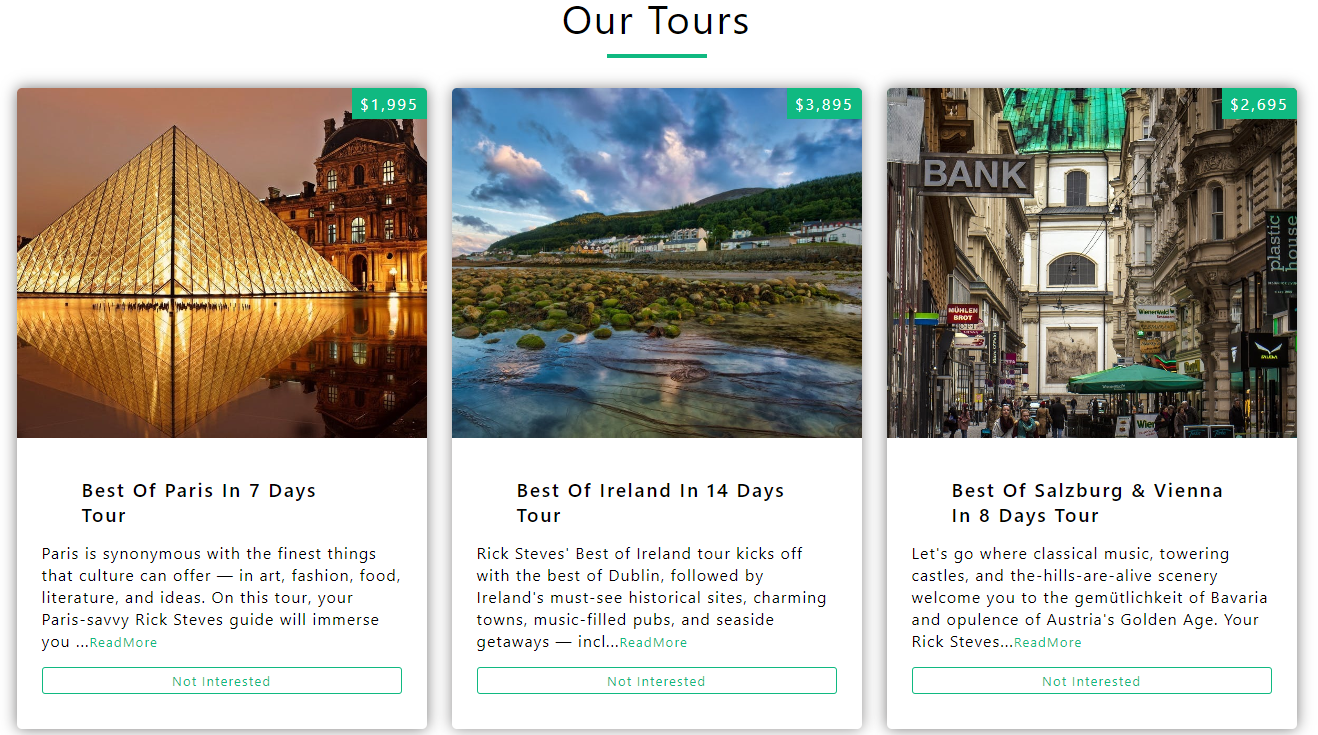 Our Tours
$1,995
$3,895
$2,695
BANK
plastic
house
MÜHLEN
BROT
Wienerwald
Wien
Best Of Paris In 7 Days
Tour
Paris is synonymous with the finest things
that culture can offer — in art, fashion, food,
literature, and ideas. On this tour, your
Paris-savvy Rick Steves guide will immerse
you ...ReadMore
Not Interested
Best Of Ireland In 14 Days
Tour
Rick Steves' Best of Ireland tour kicks off
with the best of Dublin, followed by
Ireland's must-see historical sites, charming
towns, music-filled pubs, and seaside
getaways — incl...ReadMore
Not Interested
Best Of Salzburg & Vienna
In 8 Days Tour
Let's go where classical music, towering
castles, and the-hills-are-alive scenery
welcome you to the gemütlichkeit of Bavaria
and opulence of Austria's Golden Age. Your
Rick Steves...ReadMore
Not Interested